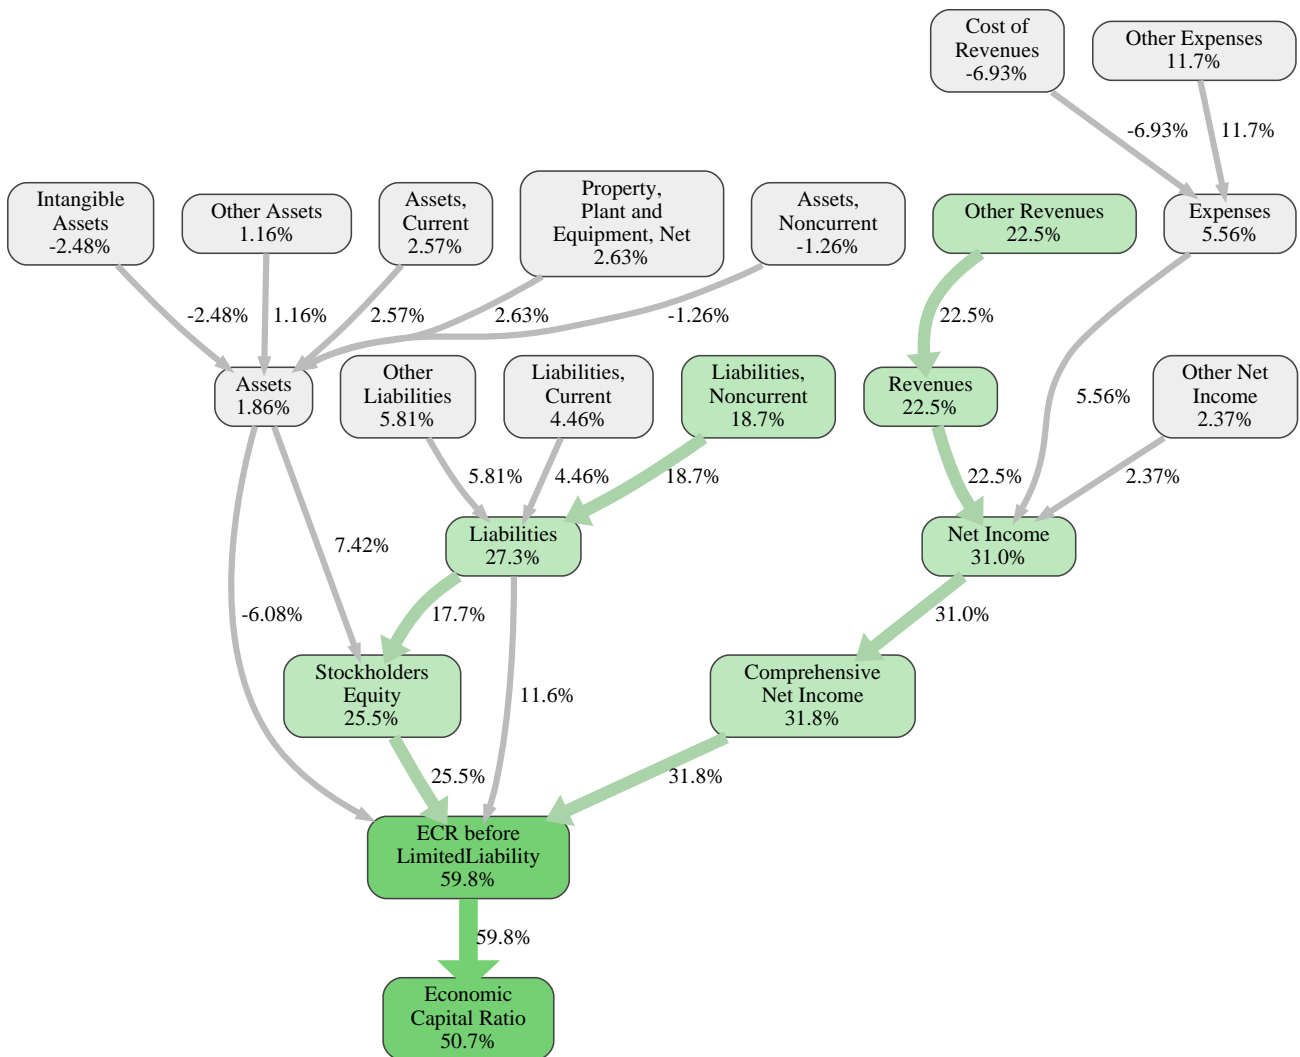 Cost of
Revenues
-6.93%
Other Expenses
11.7%
-6.93%
11.7%
Intangible
Assets
-2.48%
Other Assets
1.16%
Assets,
Current
2.57%
Property,
Plant and
Equipment, Net
2.63%
Assets,
Noncurrent
-1.26%
Other Revenues
22.5%
Expenses
5.56%
-2.48%
1.16%
2.57%
2.63%
-1.26%
22.5%
Assets
1.86%
Other
Liabilities
5.81%
Liabilities,
Current
4.46%
Liabilities,
Noncurrent
18.7%
Revenues
22.5%
5.56%
Other Net
Income
2.37%
5.81%
4.46%
18.7%
22.5%
2.37%
7.42%
Liabilities
27.3%
Net Income
31.0%
-6.08%
17.7%
31.0%
Stockholders
Equity
25.5%
11.6%
Comprehensive
Net Income
31.8%
25.5%
31.8%
ECR before
LimitedLiability
59.8%
59.8%
Economic
Capital Ratio
50.7%